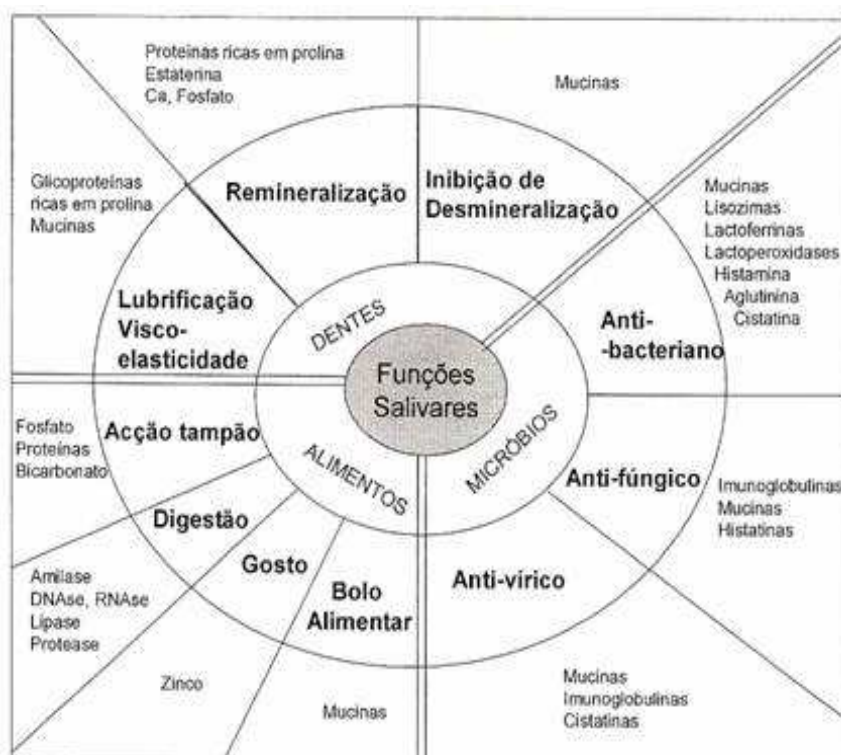 Proteínas ricas em prolina
Estaterina
Ca, Fosfato
Mucinas
Glicoproteínas
ricas em prolina
Mucinas
Remineralização
Inibição de
Desmineralização
Mucinas
Lisozimas
Lactoferrinas
Lactoperoxidases
Histamina
Aglutinina
Cistatina
Lubrificação
Visco-
elasticidade
DENTES
Anti-
-bacteriano
Funções
Salivares
Fosfato
Proteínas
Bicarbonato
Acção tampão
ALIMENTOS
MICRÓBIOS
Anti-fúngico
Imunoglobulinas
Mucinas
Histatinas
Digestão
Gosto
Bolo
Alimentar
Anti-vírico
Amilase
DNAse, RNAse
Lipase
Protease
Zinco
Mucinas
Mucinas
Imunoglobulinas
Cistatinas